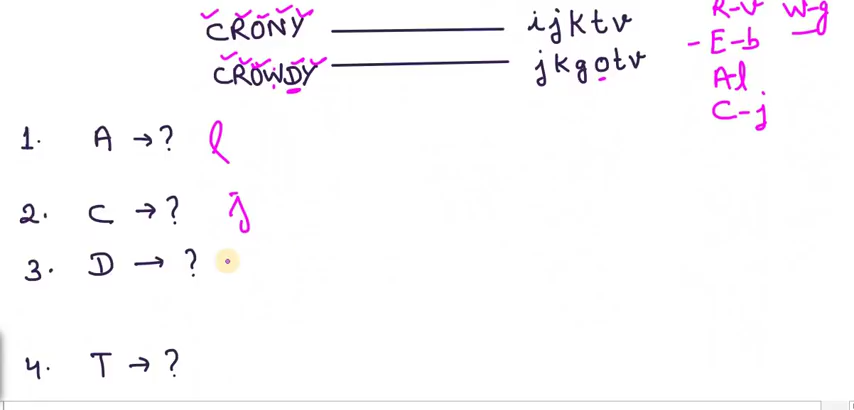 R-v W-g
CRONY ijktv
- E-b
CROWDY jkgotv
Al
C-j
1. A → ? l
2. C → ? j
3. D → ?
4. T → ?